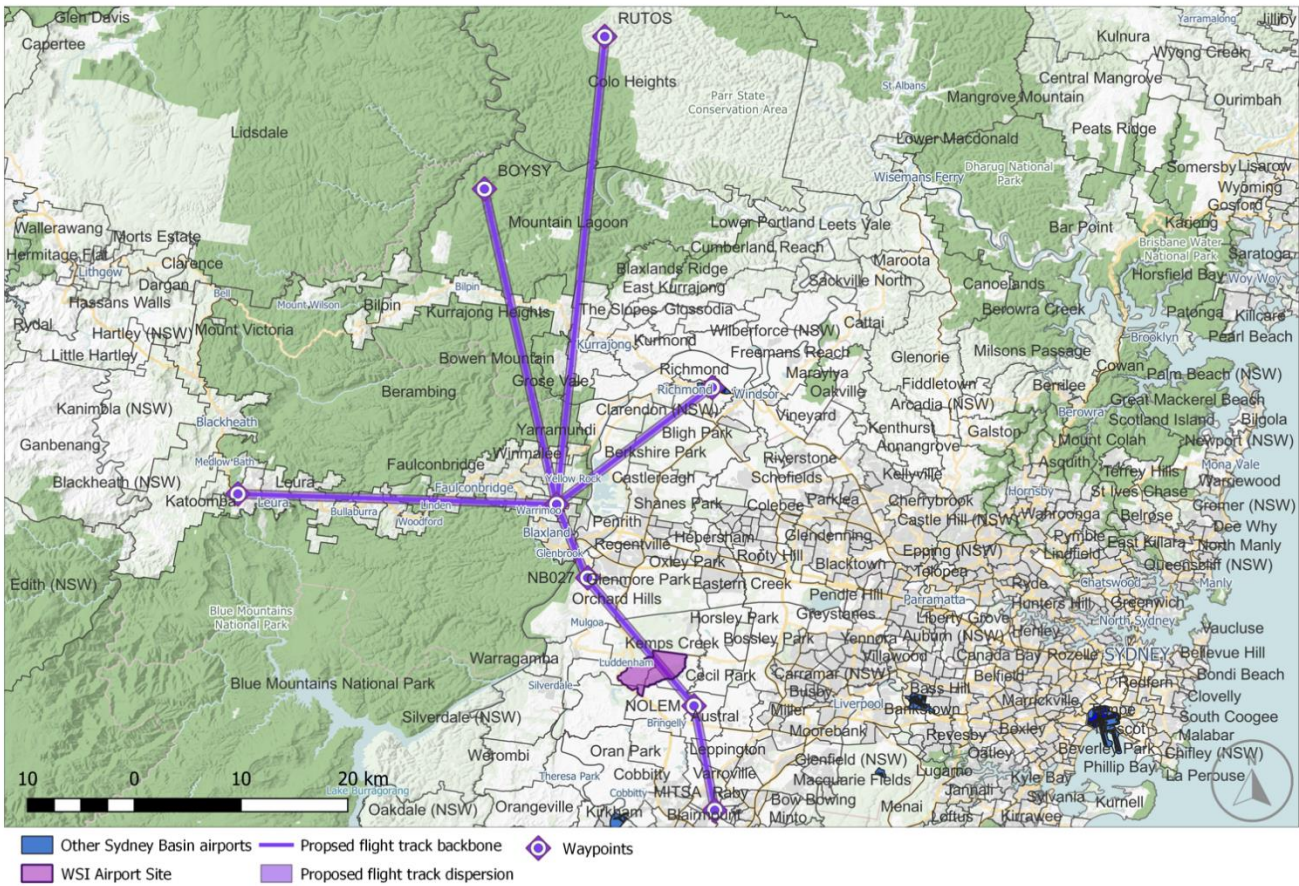 Glen Davis
RUTOS
Yarramalong
Jilliby
Capertee
Kulnura
Wyong Creek
Colo Heights
Parr State
Conservation Area
St Albans
Central Mangrove
Mangrove Mountain
Ourimbah
Lidsdale
Lower Macdonald
Peats Ridge
BOYSY
Dharug National
Park
Somersby
Lisarow
Wisemans Ferry
Wyoming
Gosford
Wallerawang
Morts Estate
Mountain Lagoon
Lower Portland
Leets Vale
Bar Point
Kariong
Hermitage Flat
Clarence
Cumberland Reach
Brisbane Water
National Park
Saratoga
Lithgow
Dargan
Bell
Blaxlands Ridge
Maroota
Horsfield Bay
Woy Woy
Hassans Walls
Mount Wilson
Bilpin
Bilpin
East Kurrajong
Sackville North
Canoelands
Rydal
Hartley (NSW)
Mount Victoria
Kurrajong Heights
The Slopes
Glossodia
Cattai
Berowra Creek
Patonga
Killcare
Little Hartley
Kurrajong
Kurmond
Wilberforce (NSW)
Brooklyn
Pearl Beach
Bowen Mountain
Freemans Reach
Glenorie
Milsons Passage
Berambing
Grose Vale
Richmond
Maraylya
Cowan
Palm Beach (NSW)
Kanimbla (NSW)
Richmond
Windsor
Oakville
Fiddletown
Berrilee
Great Mackerel Beach
Blackheath
Clarendon (NSW)
Vineyard
Arcadia (NSW)
Berowra
Scotland Island
Bilgola
Ganbenang
Yarramundi
Bligh Park
Kenthurst
Galston
Mount Colah
Newport (NSW)
Medlow Bath
Faulconbridge
Winmalee
Berkshire Park
Riverstone
Annangrove
Asquith
Terrey Hills
Mona Vale
Blackheath (NSW)
Leura
Yellow Rock
Castlereagh
Schofields
Kellyville
Hornsby
St Ives Chase
Warriewood
Katoomba
Leura
Faulconbridge
Linden
Warrimoo
Shanes Park
Colebee
Parklea
Cherrybrook
Wahroonga
Belrose
Cromer (NSW)
Bullaburra
Woodford
Blaxland
Penrith
Castle Hill (NSW)
Pymble
Dee Why
Glenbrook
Regentville
Hebersham
Glendenning
Epping (NSW)
Lindfield
East Killara
North Manly
Edith (NSW)
NB027
Glenmore Park
Oxley Park
Rooty Hill
Blacktown
Telopea
Queenscliff (NSW)
Orchard Hills
Eastern Creek
Pendle Hill
Ryde
Chatswood
Manly
Blue Mountains
National Park
Mulgoa
Horsley Park
Greystanes
Parramatta
Hunters Hill
Greenwich
Kemps Creek
Bossley Park
Yennora
Liberty Grove
Auburn (NSW)
Henley
North Sydney
Vaucluse
Warragamba
Luddenham
Cecil Park
Villawood
Canada Bay
Rozelle
SYDNEY
Bellevue Hill
Blue Mountains National Park
Silverdale
Carramar (NSW)
Belfield
Redfern
Bondi Beach
Silverdale (NSW)
NOLEM
Austral
Busby
Miller
Liverpool
Bass Hill
Bankstown
Marrickville
Clovelly
Bringelly
Moorebank
Revesby
Bexley
South Coogee
Werombi
Oran Park
Leppington
Glenfield (NSW)
Oatley
Beverley Park
Malabar
Theresa Park
Cobbitty
Varroville
Macquarie Fields
Lugarno
Phillip Bay
Chifley (NSW)
Lake Burragorang
Cobbitty
MITSA
Raby
Kyle Bay
La Perouse
Oakdale (NSW)
Orangeville
Kirkham
Blairmount
Bow Bowing
Minto
Menai
Jannali
Sylvania
Kurnell
Loftus
Kirrawee
10 0 10 20 km
N
Other Sydney Basin airports
Propsed flight track backbone
Waypoints
WSI Airport Site
Proposed flight track dispersion